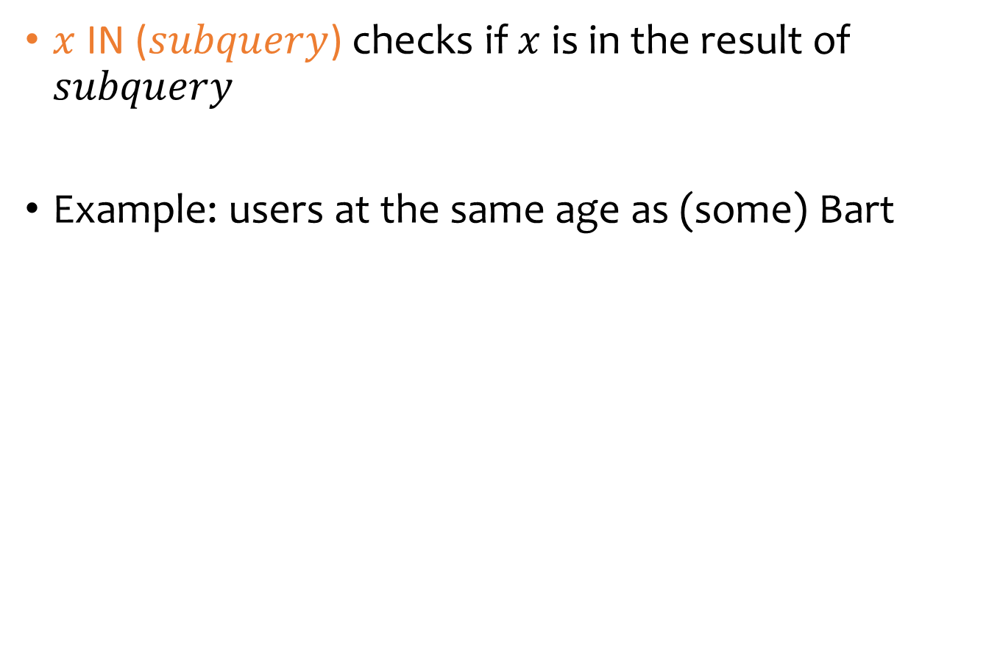 • x IN (subquery) checks if x is in the result of
subquery
• Example: users at the same age as (some) Bart